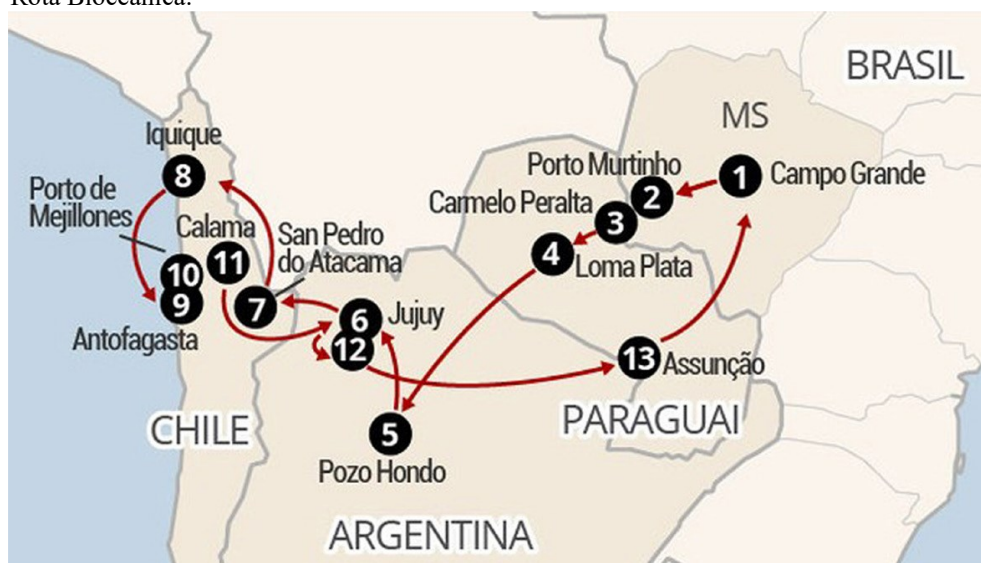 Rota Bioceânica.
BRASIL
MS
Iquique
8
Porto Murtinho
1
Campo Grande
2
Porto de
Mejillones
Carmelo Peralta
3
Calama
San Pedro
do Atacama
4
Loma Plata
11
10
9
7
6
Jujuy
Antofagasta
12
13
Assunção
CHILE
PARAGUAI
5
Pozo Hondo
ARGENTINA